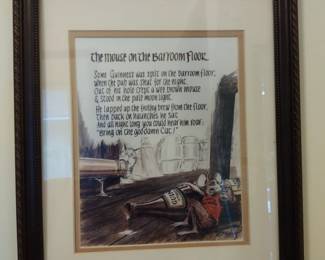 The Mouse on the Barroom Floor
Some Guinness was spilt on the barroom floor,
when the pub was shut for the night.
Out of his hole crept a wee brown mouse
& stood in the pale moon light.
He lapped up the frothy brew from the floor,
Then back on haunches he sat.
And all night long you could hear him roar.
"Bring on the goddamn Cat!"